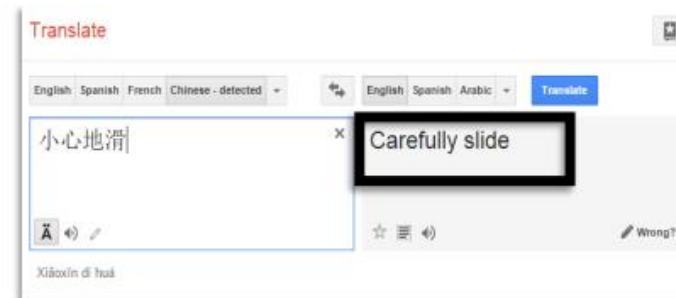 Translate
English Spanish French Chinese - detected English Spanish Arabic Translate
小心地滑 × Carefully slide
Ä Wrong?
Xiǎoxīn dì huá